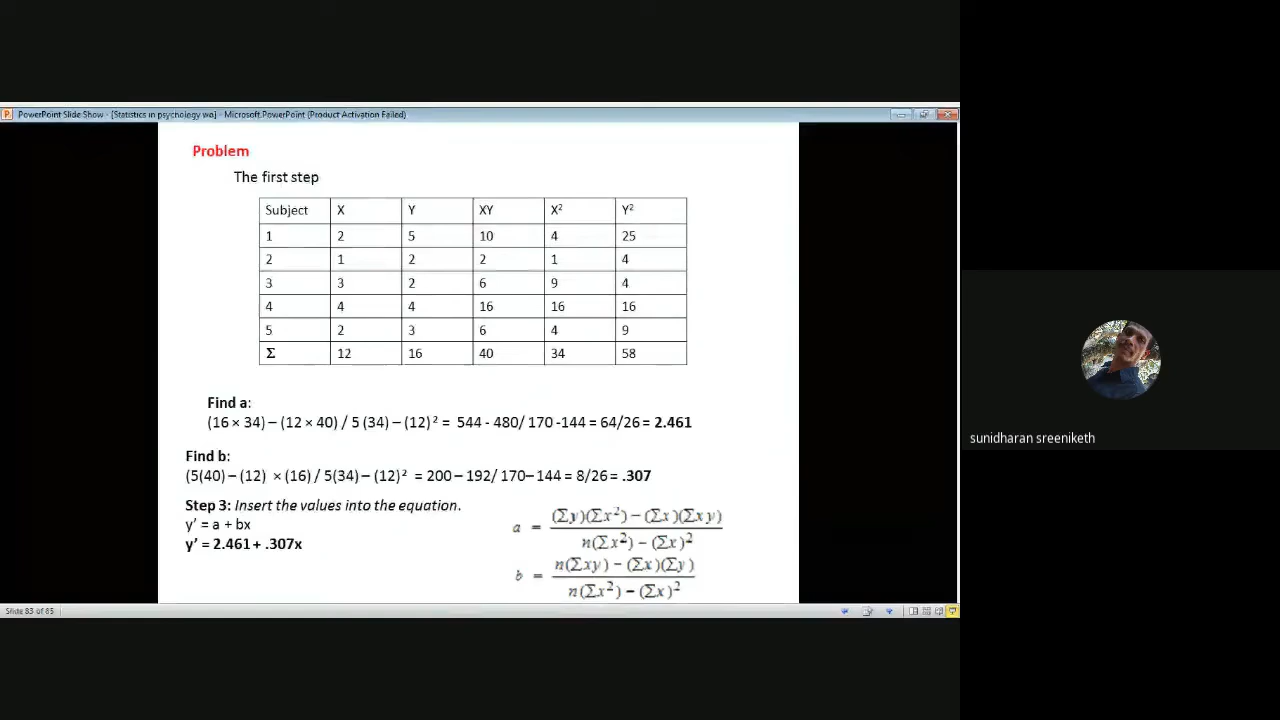 PowerPoint Slide Show - [Statistics in psychology wo] - Microsoft PowerPoint (Product Activation Failed)
Problem
The first step
Subject X Y XY X²  Y²
1 2 5 10 4 25
2 1 2 2 1 4
3 3 2 6 9 4
4 4 4 16 16 16
5 2 3 6 4 9
Σ 12 16 40 34 58
Find a:
(16 × 34) – (12 × 40) / 5 (34) – (12)² = 544 - 480/ 170 -144 = 64/26 = 2.461
Find b:
(5(40) – (12) × (16) / 5(34) – (12)² = 200 – 192/ 170– 144 = 8/26 = .307
Step 3: Insert the values into the equation.
y’ = a + bx
y’ = 2.461 + .307x
a = (Σy)(Σx²) – (Σx)(Σxy) / n(Σx²) – (Σx)²
b = n(Σxy) – (Σx)(Σy) / n(Σx²) – (Σx)²
Slide 83 of 85
sunidharan sreeniketh